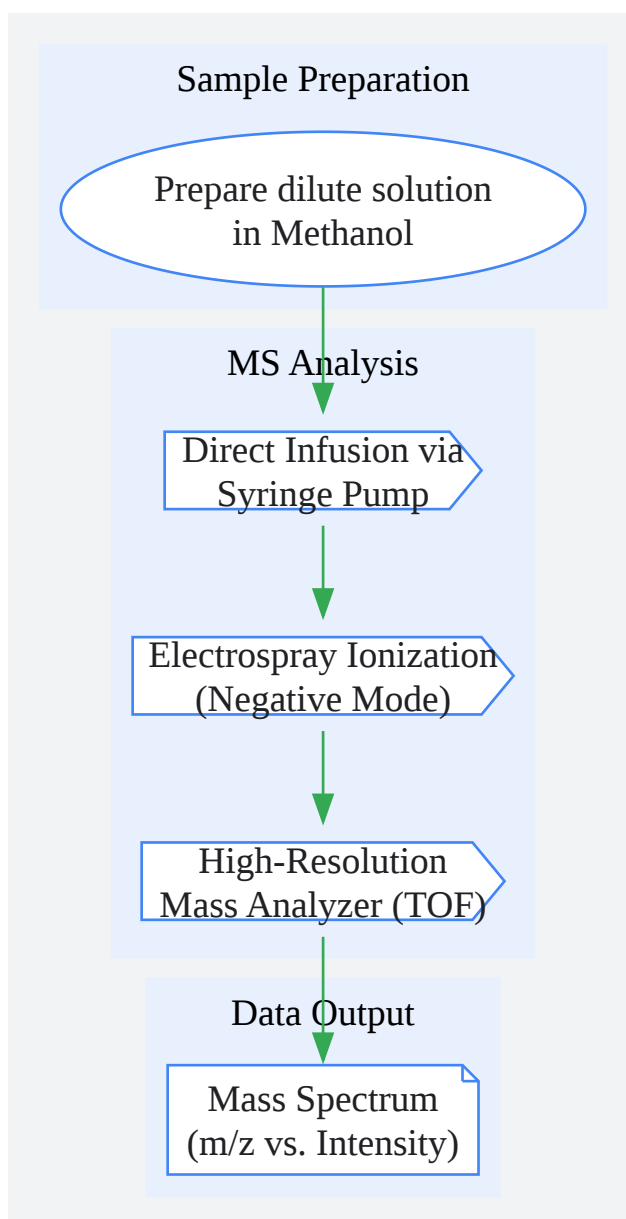 Sample Preparation
Prepare dilute solution
in Methanol
MS Analysis
Direct Infusion via
Syringe Pump
Electrospray Ionization
(Negative Mode)
High-Resolution
Mass Analyzer (TOF)
Data Output
Mass Spectrum
(m/z vs. Intensity)